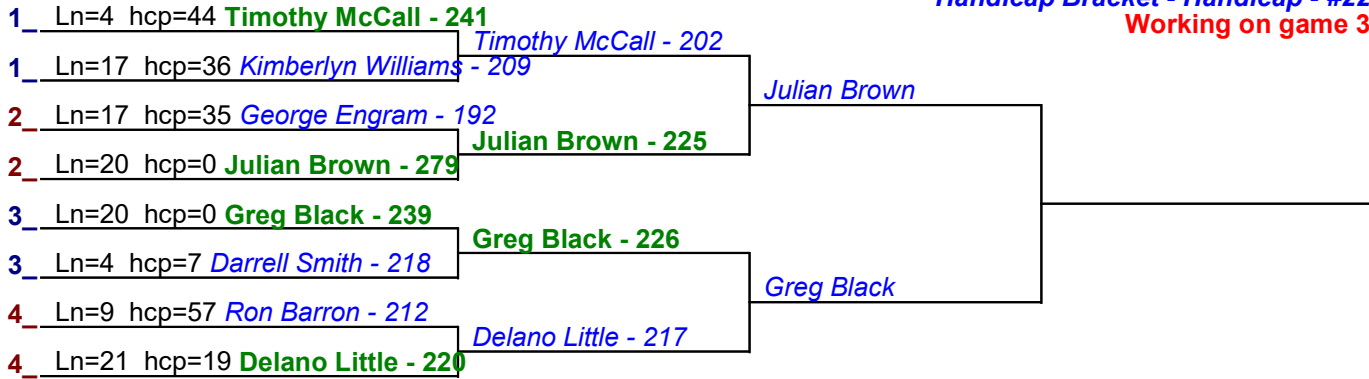 Handicap Bracket - Handicap - #22
Working on game 3
1_ Ln=4 hcp=44 Timothy McCall - 241
1_ Ln=17 hcp=36 Kimberlyn Williams - 209
2_ Ln=17 hcp=35 George Engram - 192
2_ Ln=20 hcp=0 Julian Brown - 279
3_ Ln=20 hcp=0 Greg Black - 239
3_ Ln=4 hcp=7 Darrell Smith - 218
4_ Ln=9 hcp=57 Ron Barron - 212
4_ Ln=21 hcp=19 Delano Little - 220
Timothy McCall - 202
Julian Brown - 225
Greg Black - 226
Delano Little - 217
Julian Brown
Greg Black